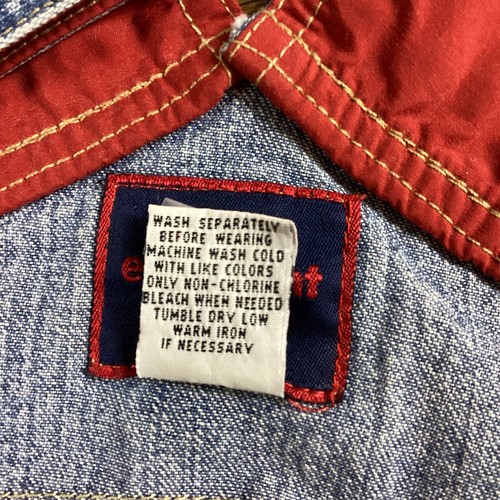 WASH SEPARATELY
BEFORE WEARING
MACHINE WASH COLD
WITH LIKE COLORS
ONLY NON-CHLORINE
BLEACH WHEN NEEDED
TUMBLE DRY LOW
WARM IRON
IF NECESSARY